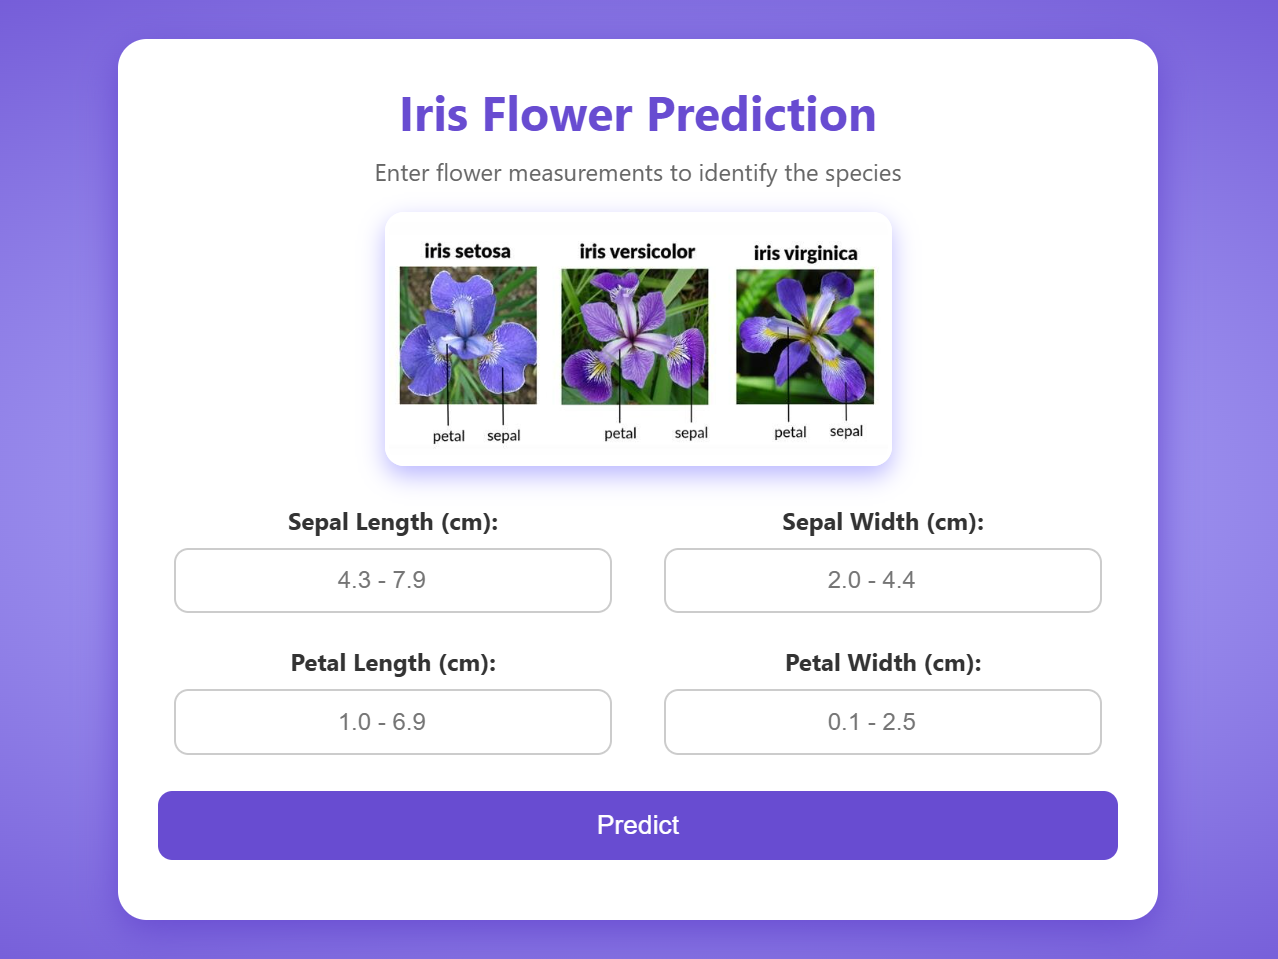 Iris Flower Prediction
Enter flower measurements to identify the species
iris setosa iris versicolor iris virginica
petal sepal petal sepal petal sepal
Sepal Length (cm): Sepal Width (cm):
4.3 - 7.9 2.0 - 4.4
Petal Length (cm): Petal Width (cm):
1.0 - 6.9 0.1 - 2.5
Predict